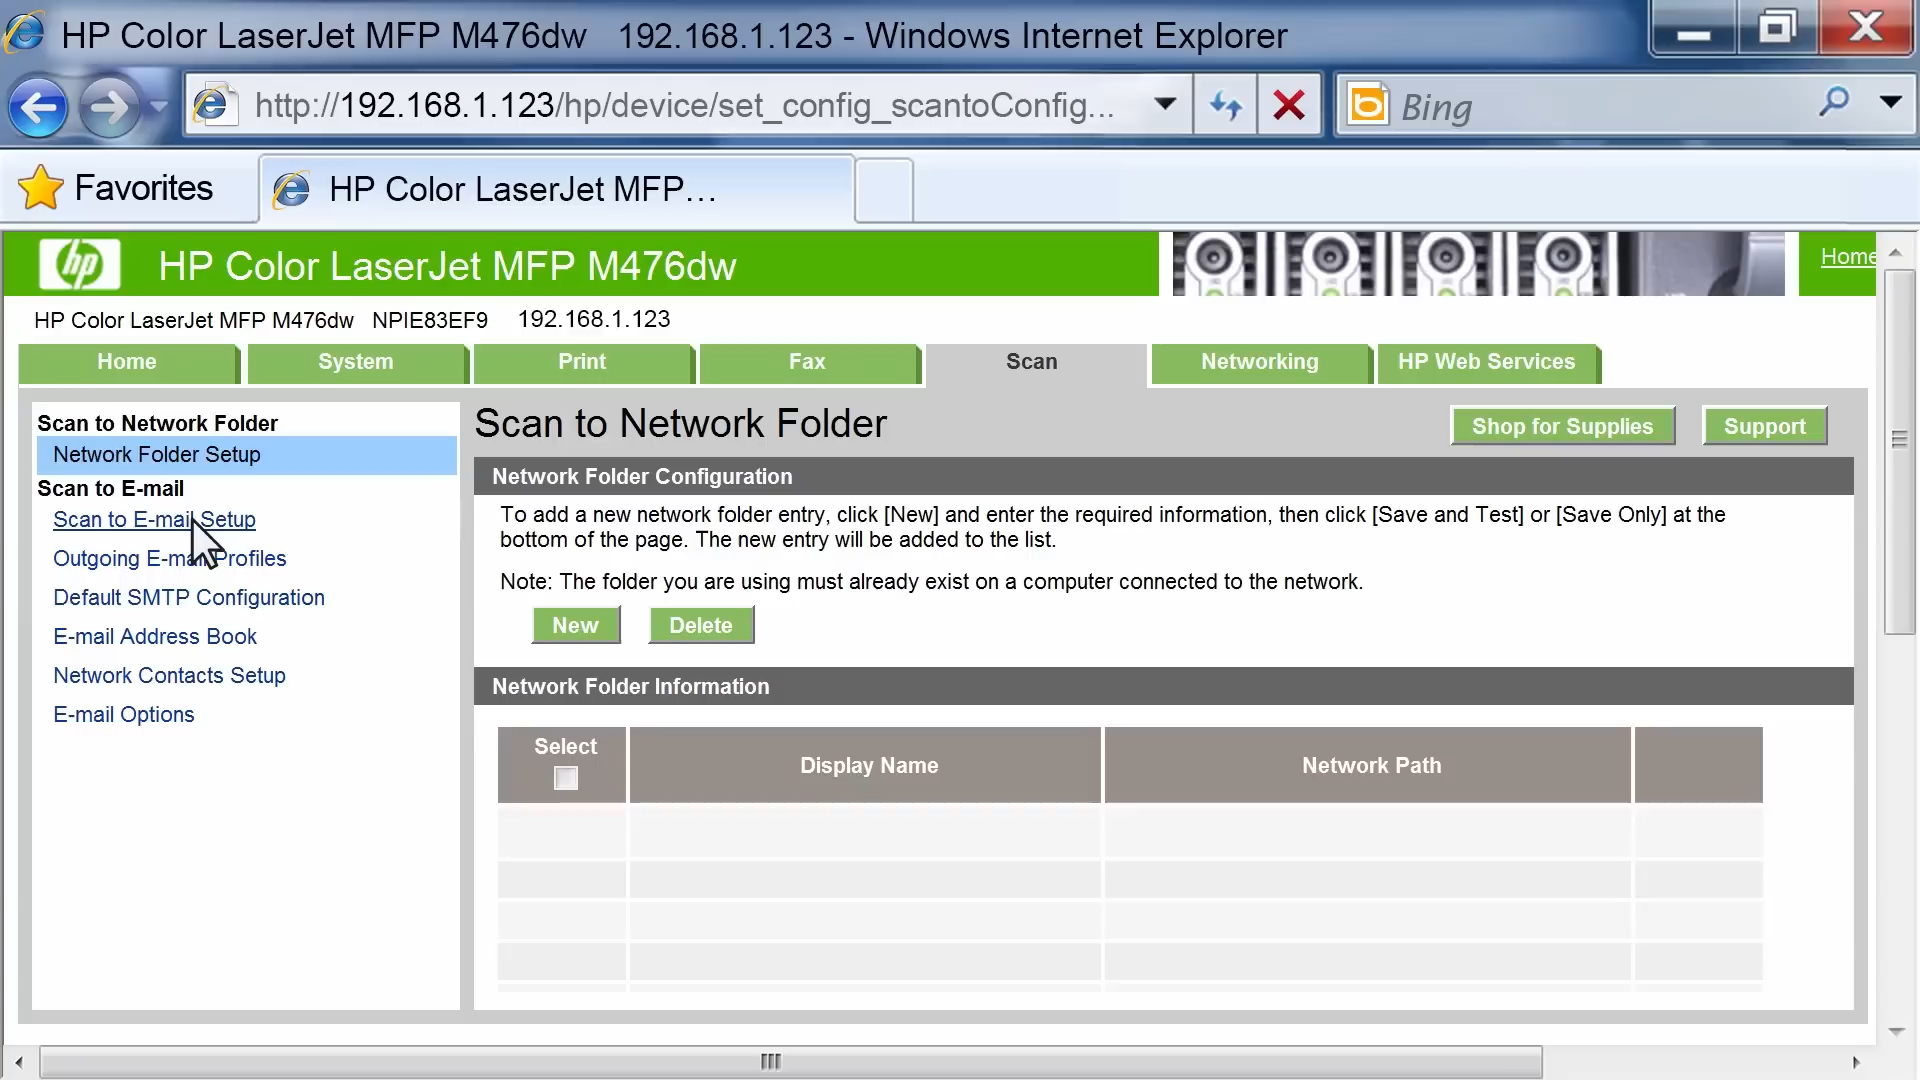 HP Color LaserJet MFP M476dw 192.168.1.123 - Windows Internet Explorer
http://192.168.1.123/hp/device/set_config_scantoConfig...
Bing
Favorites
HP Color LaserJet MFP...
hp
HP Color LaserJet MFP M476dw
Home
HP Color LaserJet MFP M476dw NPIE83EF9 192.168.1.123
Home
System
Print
Fax
Scan
Networking
HP Web Services
Scan to Network Folder
Network Folder Setup
Scan to E-mail
Scan to E-mail Setup
Outgoing E-mail Profiles
Default SMTP Configuration
E-mail Address Book
Network Contacts Setup
E-mail Options
Scan to Network Folder
Shop for Supplies
Support
Network Folder Configuration
To add a new network folder entry, click [New] and enter the required information, then click [Save and Test] or [Save Only] at the
bottom of the page. The new entry will be added to the list.
Note: The folder you are using must already exist on a computer connected to the network.
New
Delete
Network Folder Information
Select
Display Name
Network Path